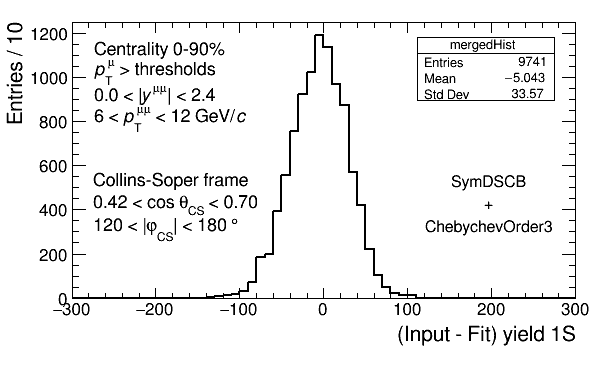 Entries / 10
1200
1000
800
600
400
200
0
−300
−200
−100
0
100
200
300
(Input - Fit) yield 1S
Centrality 0-90%
p_T^μ > thresholds
0.0 < |y^μμ| < 2.4
6 < p_T^μμ < 12 GeV/c
Collins-Soper frame
0.42 < cos θ_CS < 0.70
120 < |φ_CS| < 180 °
mergedHist
Entries 9741
Mean −5.043
Std Dev 33.57
SymDSCB
+
ChebychevOrder3